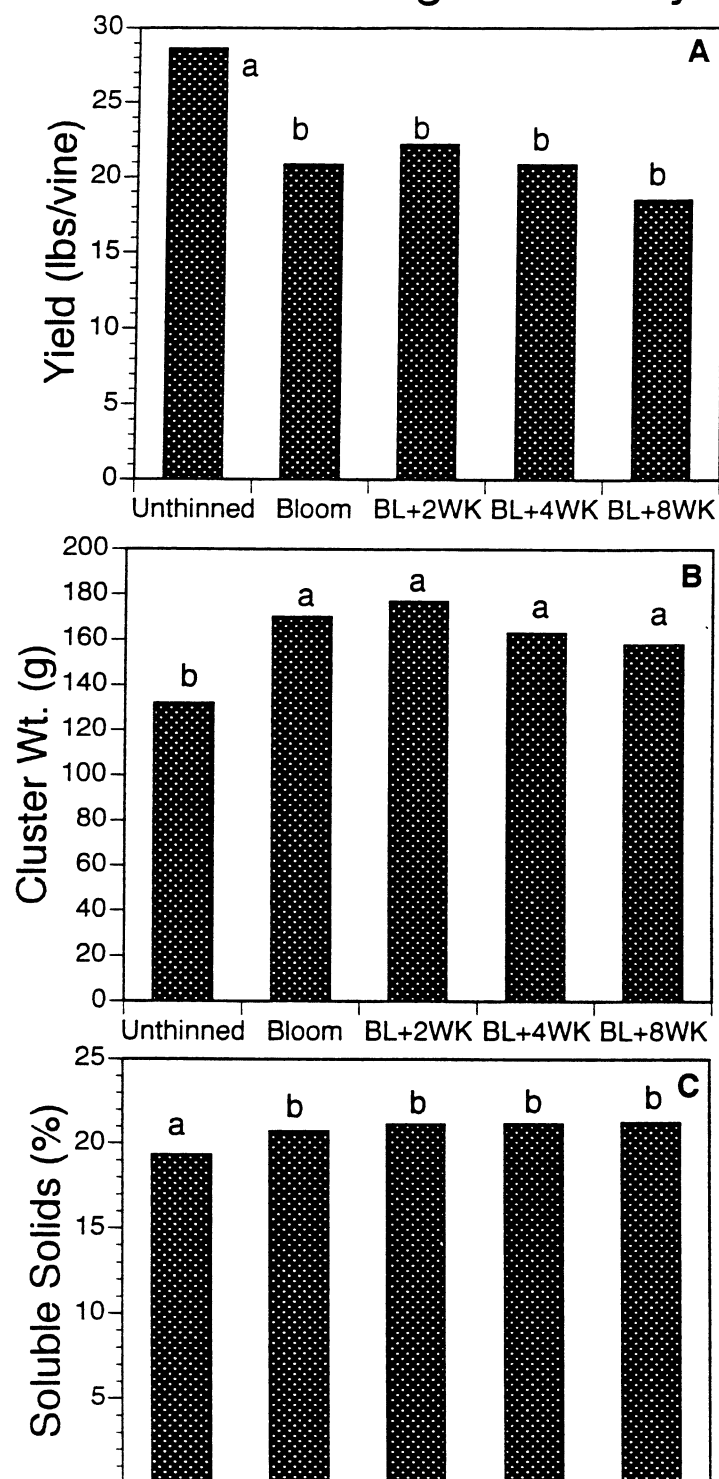 A
30
25
20
15
10
5
0
Yield (lbs/vine)
a
b
b
b
b
Unthinned Bloom BL+2WK BL+4WK BL+8WK
B
200
180
160
140
120
100
80
60
40
20
0
Cluster Wt. (g)
b
a
a
a
a
Unthinned Bloom BL+2WK BL+4WK BL+8WK
C
25
20
15
10
5
Soluble Solids (%)
a
b
b
b
b